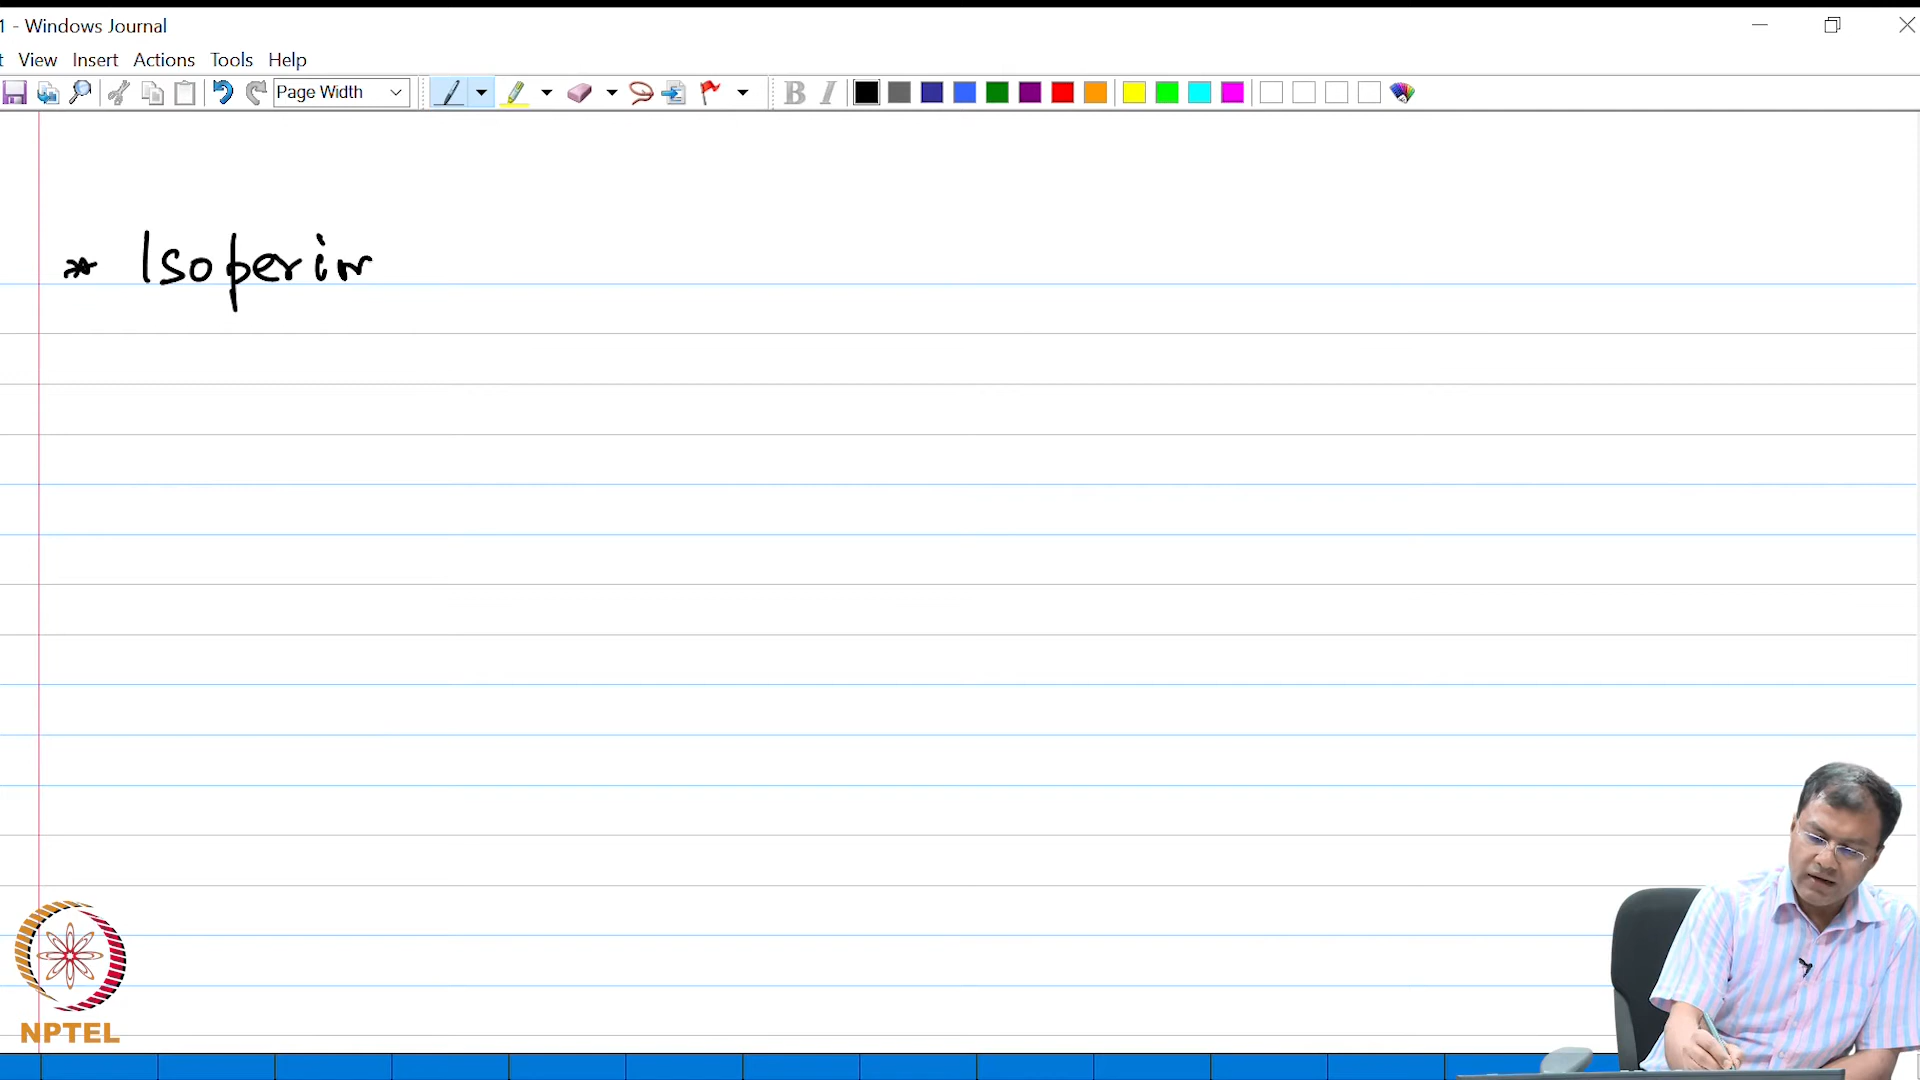 1 - Windows Journal
t View Insert Actions Tools Help
Page Width B I
* Isoperim
NPTEL